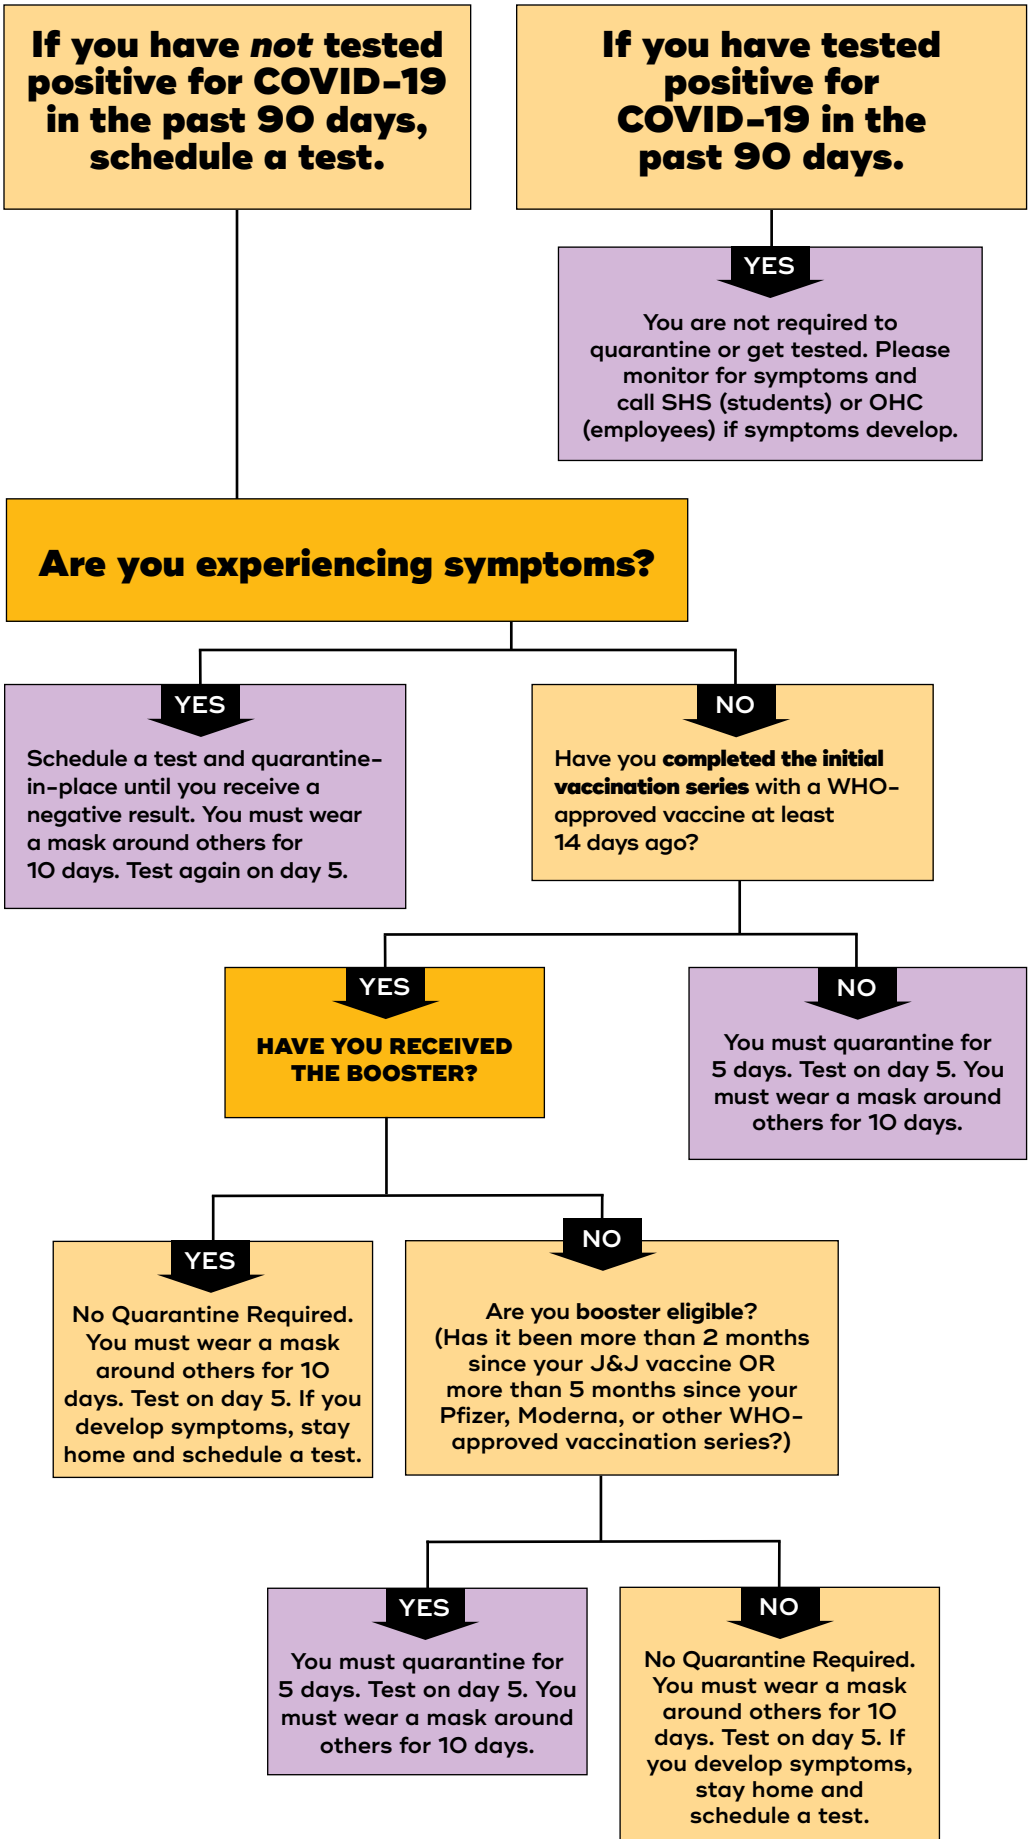 If you have not tested
positive for COVID-19
in the past 90 days,
schedule a test.
If you have tested
positive for
COVID-19 in the
past 90 days.
YES
You are not required to
quarantine or get tested. Please
monitor for symptoms and
call SHS (students) or OHC
(employees) if symptoms develop.
Are you experiencing symptoms?
YES
Schedule a test and quarantine-
in-place until you receive a
negative result. You must wear
a mask around others for
10 days. Test again on day 5.
NO
Have you completed the initial
vaccination series with a WHO-
approved vaccine at least
14 days ago?
YES
HAVE YOU RECEIVED
THE BOOSTER?
NO
You must quarantine for
5 days. Test on day 5. You
must wear a mask around
others for 10 days.
YES
No Quarantine Required.
You must wear a mask
around others for 10
days. Test on day 5. If you
develop symptoms, stay
home and schedule a test.
NO
Are you booster eligible?
(Has it been more than 2 months
since your J&J vaccine OR
more than 5 months since your
Pfizer, Moderna, or other WHO-
approved vaccination series?)
YES
You must quarantine for
5 days. Test on day 5. You
must wear a mask around
others for 10 days.
NO
No Quarantine Required.
You must wear a mask
around others for 10
days. Test on day 5. If
you develop symptoms,
stay home and
schedule a test.